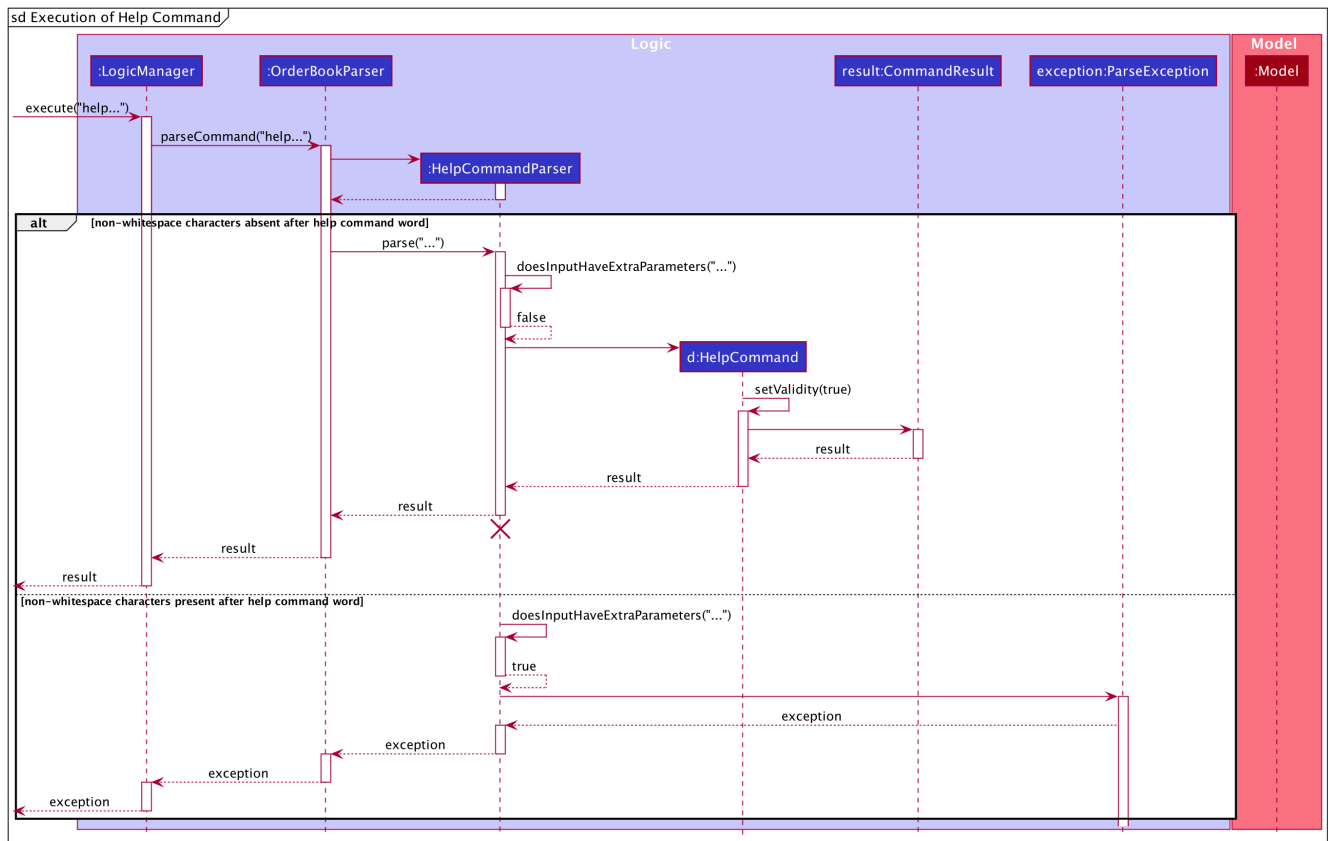 sd Execution of Help Command
Logic
Model
:LogicManager
:OrderBookParser
result:CommandResult
exception:ParseException
:Model
execute("help...")
parseCommand("help...")
:HelpCommandParser
alt
[non-whitespace characters absent after help command word]
parse("...")
doesInputHaveExtraParameters("...")
false
d:HelpCommand
setValidity(true)
result
result
result
result
result
[non-whitespace characters present after help command word]
doesInputHaveExtraParameters("...")
true
exception
exception
exception
exception